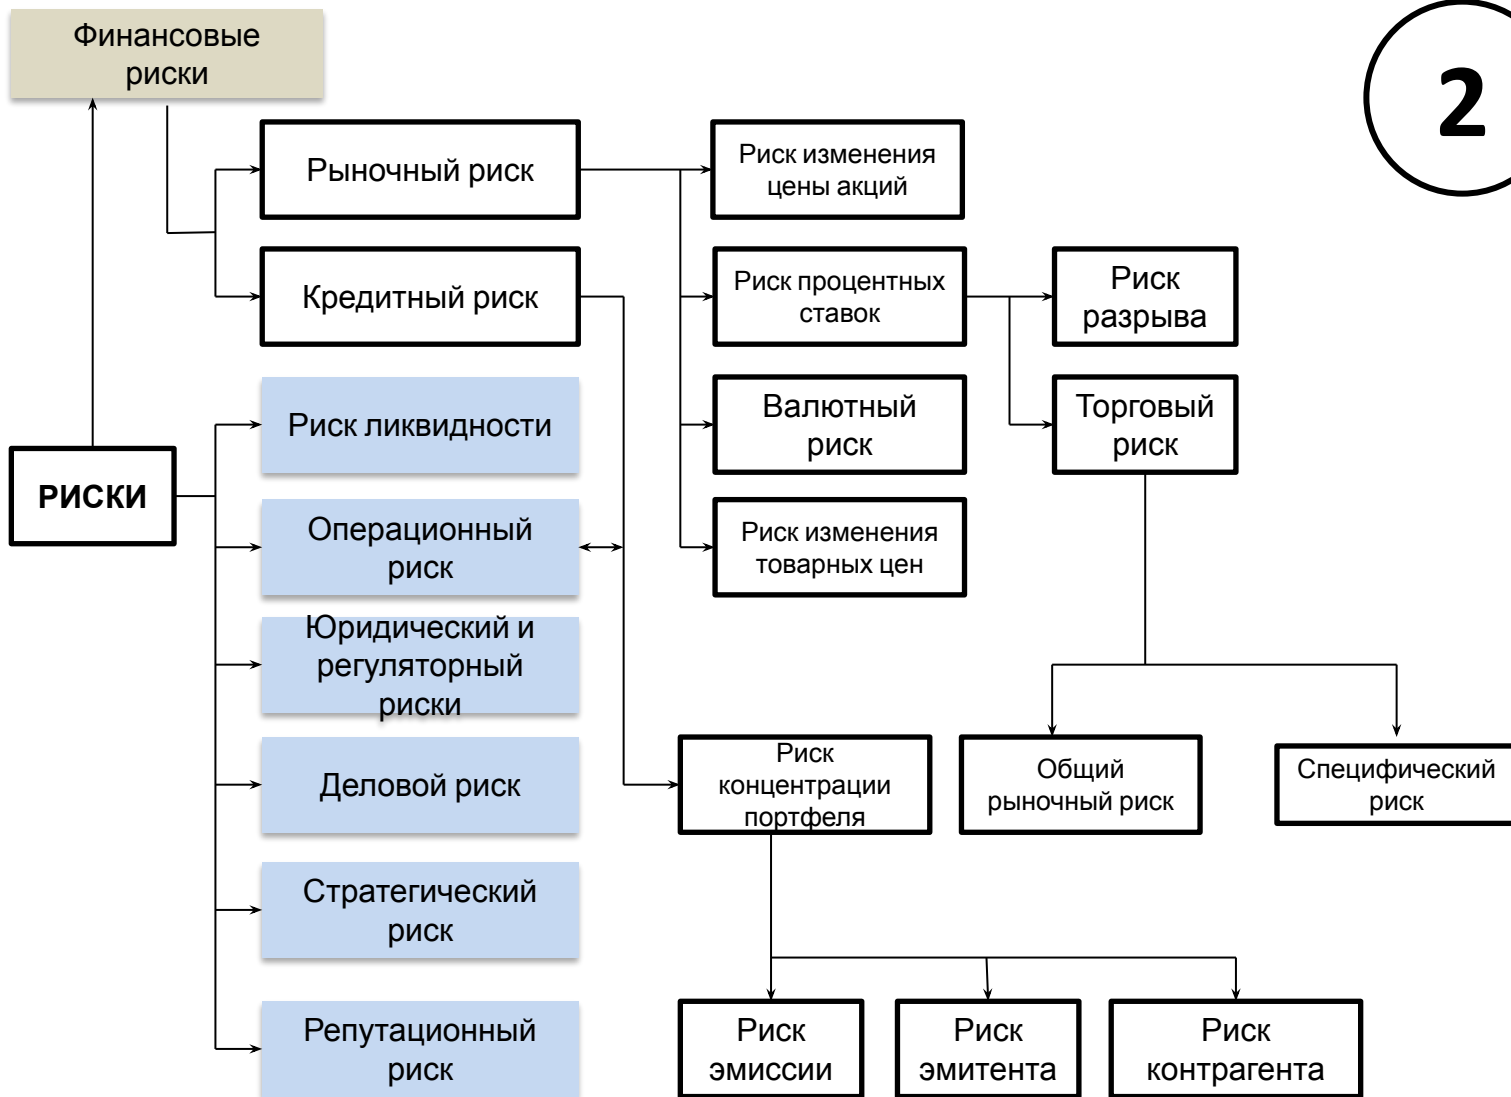 Финансовые
риски
2
Рыночный риск
Риск изменения
цены акций
Кредитный риск
Риск процентных
ставок
Риск
разрыва
Риск ликвидности
Валютный
риск
Торговый
риск
РИСКИ
Операционный
риск
Риск изменения
товарных цен
Юридический и
регуляторный
риски
Деловой риск
Риск
концентрации
портфеля
Общий
рыночный риск
Специфический
риск
Стратегический
риск
Репутационный
риск
Риск
эмиссии
Риск
эмитента
Риск
контрагента